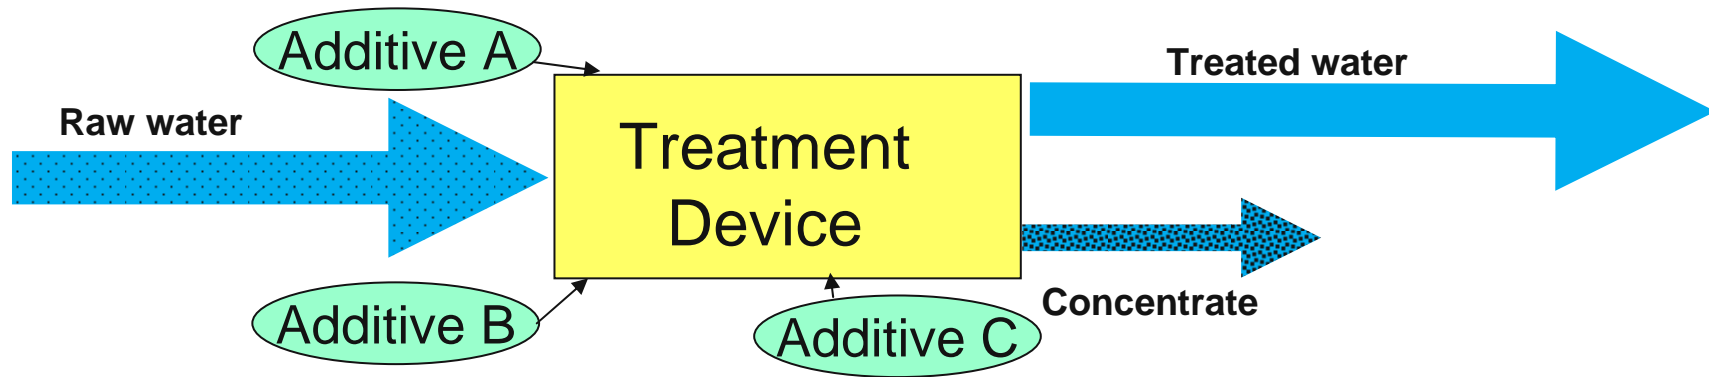 Additive A
Treated water
Raw water
Treatment
Device
Concentrate
Additive B
Additive C